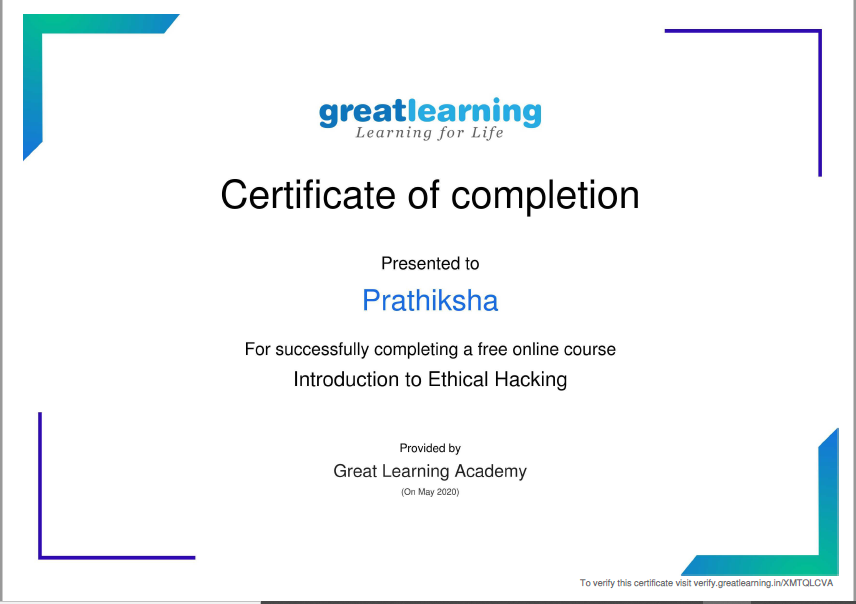 greatlearning
Learning for Life
Certificate of completion
Presented to
Prathiksha
For successfully completing a free online course
Introduction to Ethical Hacking
Provided by
Great Learning Academy
(On May 2020)
To verify this certificate visit verify.greatlearning.in/XMTQLCVA